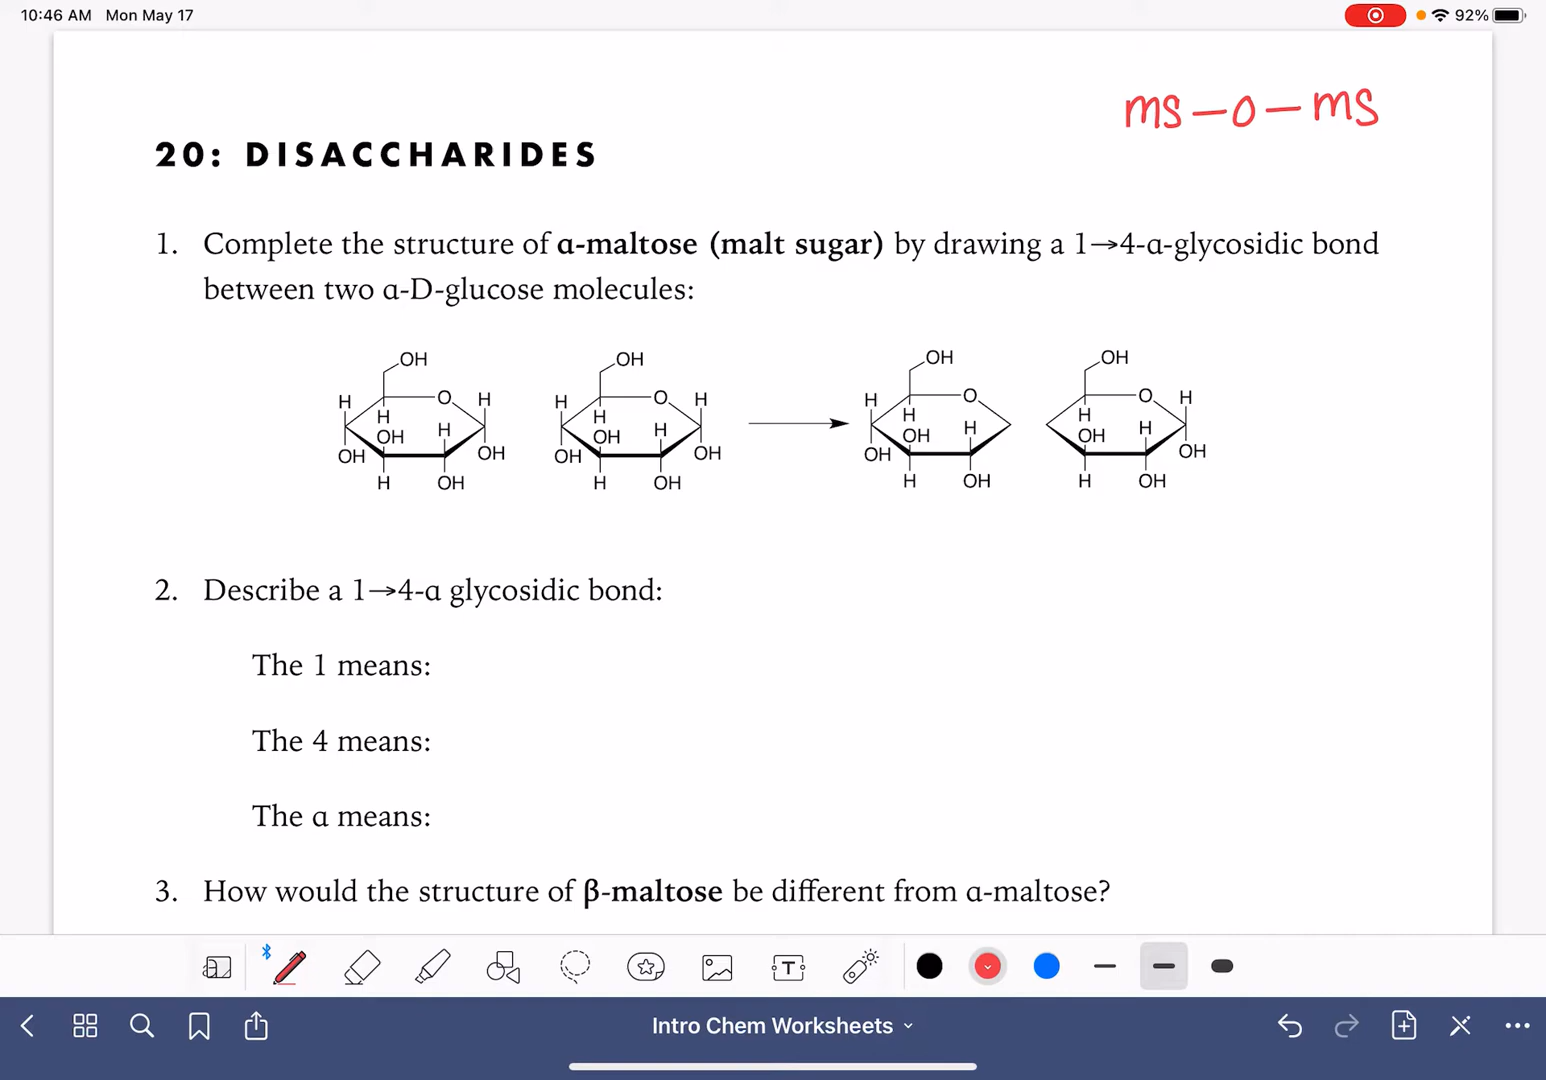 10:46 AM Mon May 17
92%
ms-o-ms
20: DISACCHARIDES
1. Complete the structure of α-maltose (malt sugar) by drawing a 1→4-α-glycosidic bond
between two α-D-glucose molecules:
OH OH OH OH
H O H H O H H O H O H
H H H H
OH H OH H OH H OH H
OH OH OH OH OH OH
H OH H OH H OH H OH
2. Describe a 1→4-α glycosidic bond:
The 1 means:
The 4 means:
The α means:
3. How would the structure of β-maltose be different from α-maltose?
a
T
Intro Chem Worksheets